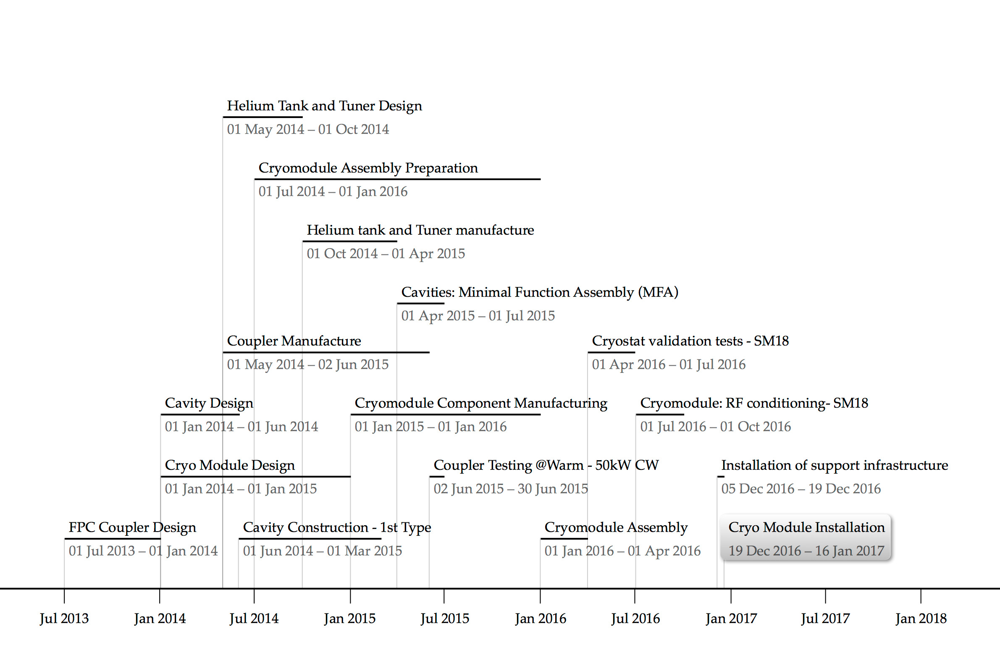 Helium Tank and Tuner Design
01 May 2014 – 01 Oct 2014
Cryomodule Assembly Preparation
01 Jul 2014 – 01 Jan 2016
Helium tank and Tuner manufacture
01 Oct 2014 – 01 Apr 2015
Cavities: Minimal Function Assembly (MFA)
01 Apr 2015 – 01 Jul 2015
Coupler Manufacture
01 May 2014 – 02 Jun 2015
Cryostat validation tests - SM18
01 Apr 2016 – 01 Jul 2016
Cavity Design
01 Jan 2014 – 01 Jun 2014
Cryomodule Component Manufacturing
01 Jan 2015 – 01 Jan 2016
Cryomodule: RF conditioning- SM18
01 Jul 2016 – 01 Oct 2016
Cryo Module Design
01 Jan 2014 – 01 Jan 2015
Coupler Testing @Warm - 50kW CW
02 Jun 2015 – 30 Jun 2015
Installation of support infrastructure
05 Dec 2016 – 19 Dec 2016
FPC Coupler Design
01 Jul 2013 – 01 Jan 2014
Cavity Construction - 1st Type
01 Jun 2014 – 01 Mar 2015
Cryomodule Assembly
01 Jan 2016 – 01 Apr 2016
Cryo Module Installation
19 Dec 2016 – 16 Jan 2017
Jul 2013
Jan 2014
Jul 2014
Jan 2015
Jul 2015
Jan 2016
Jul 2016
Jan 2017
Jul 2017
Jan 2018